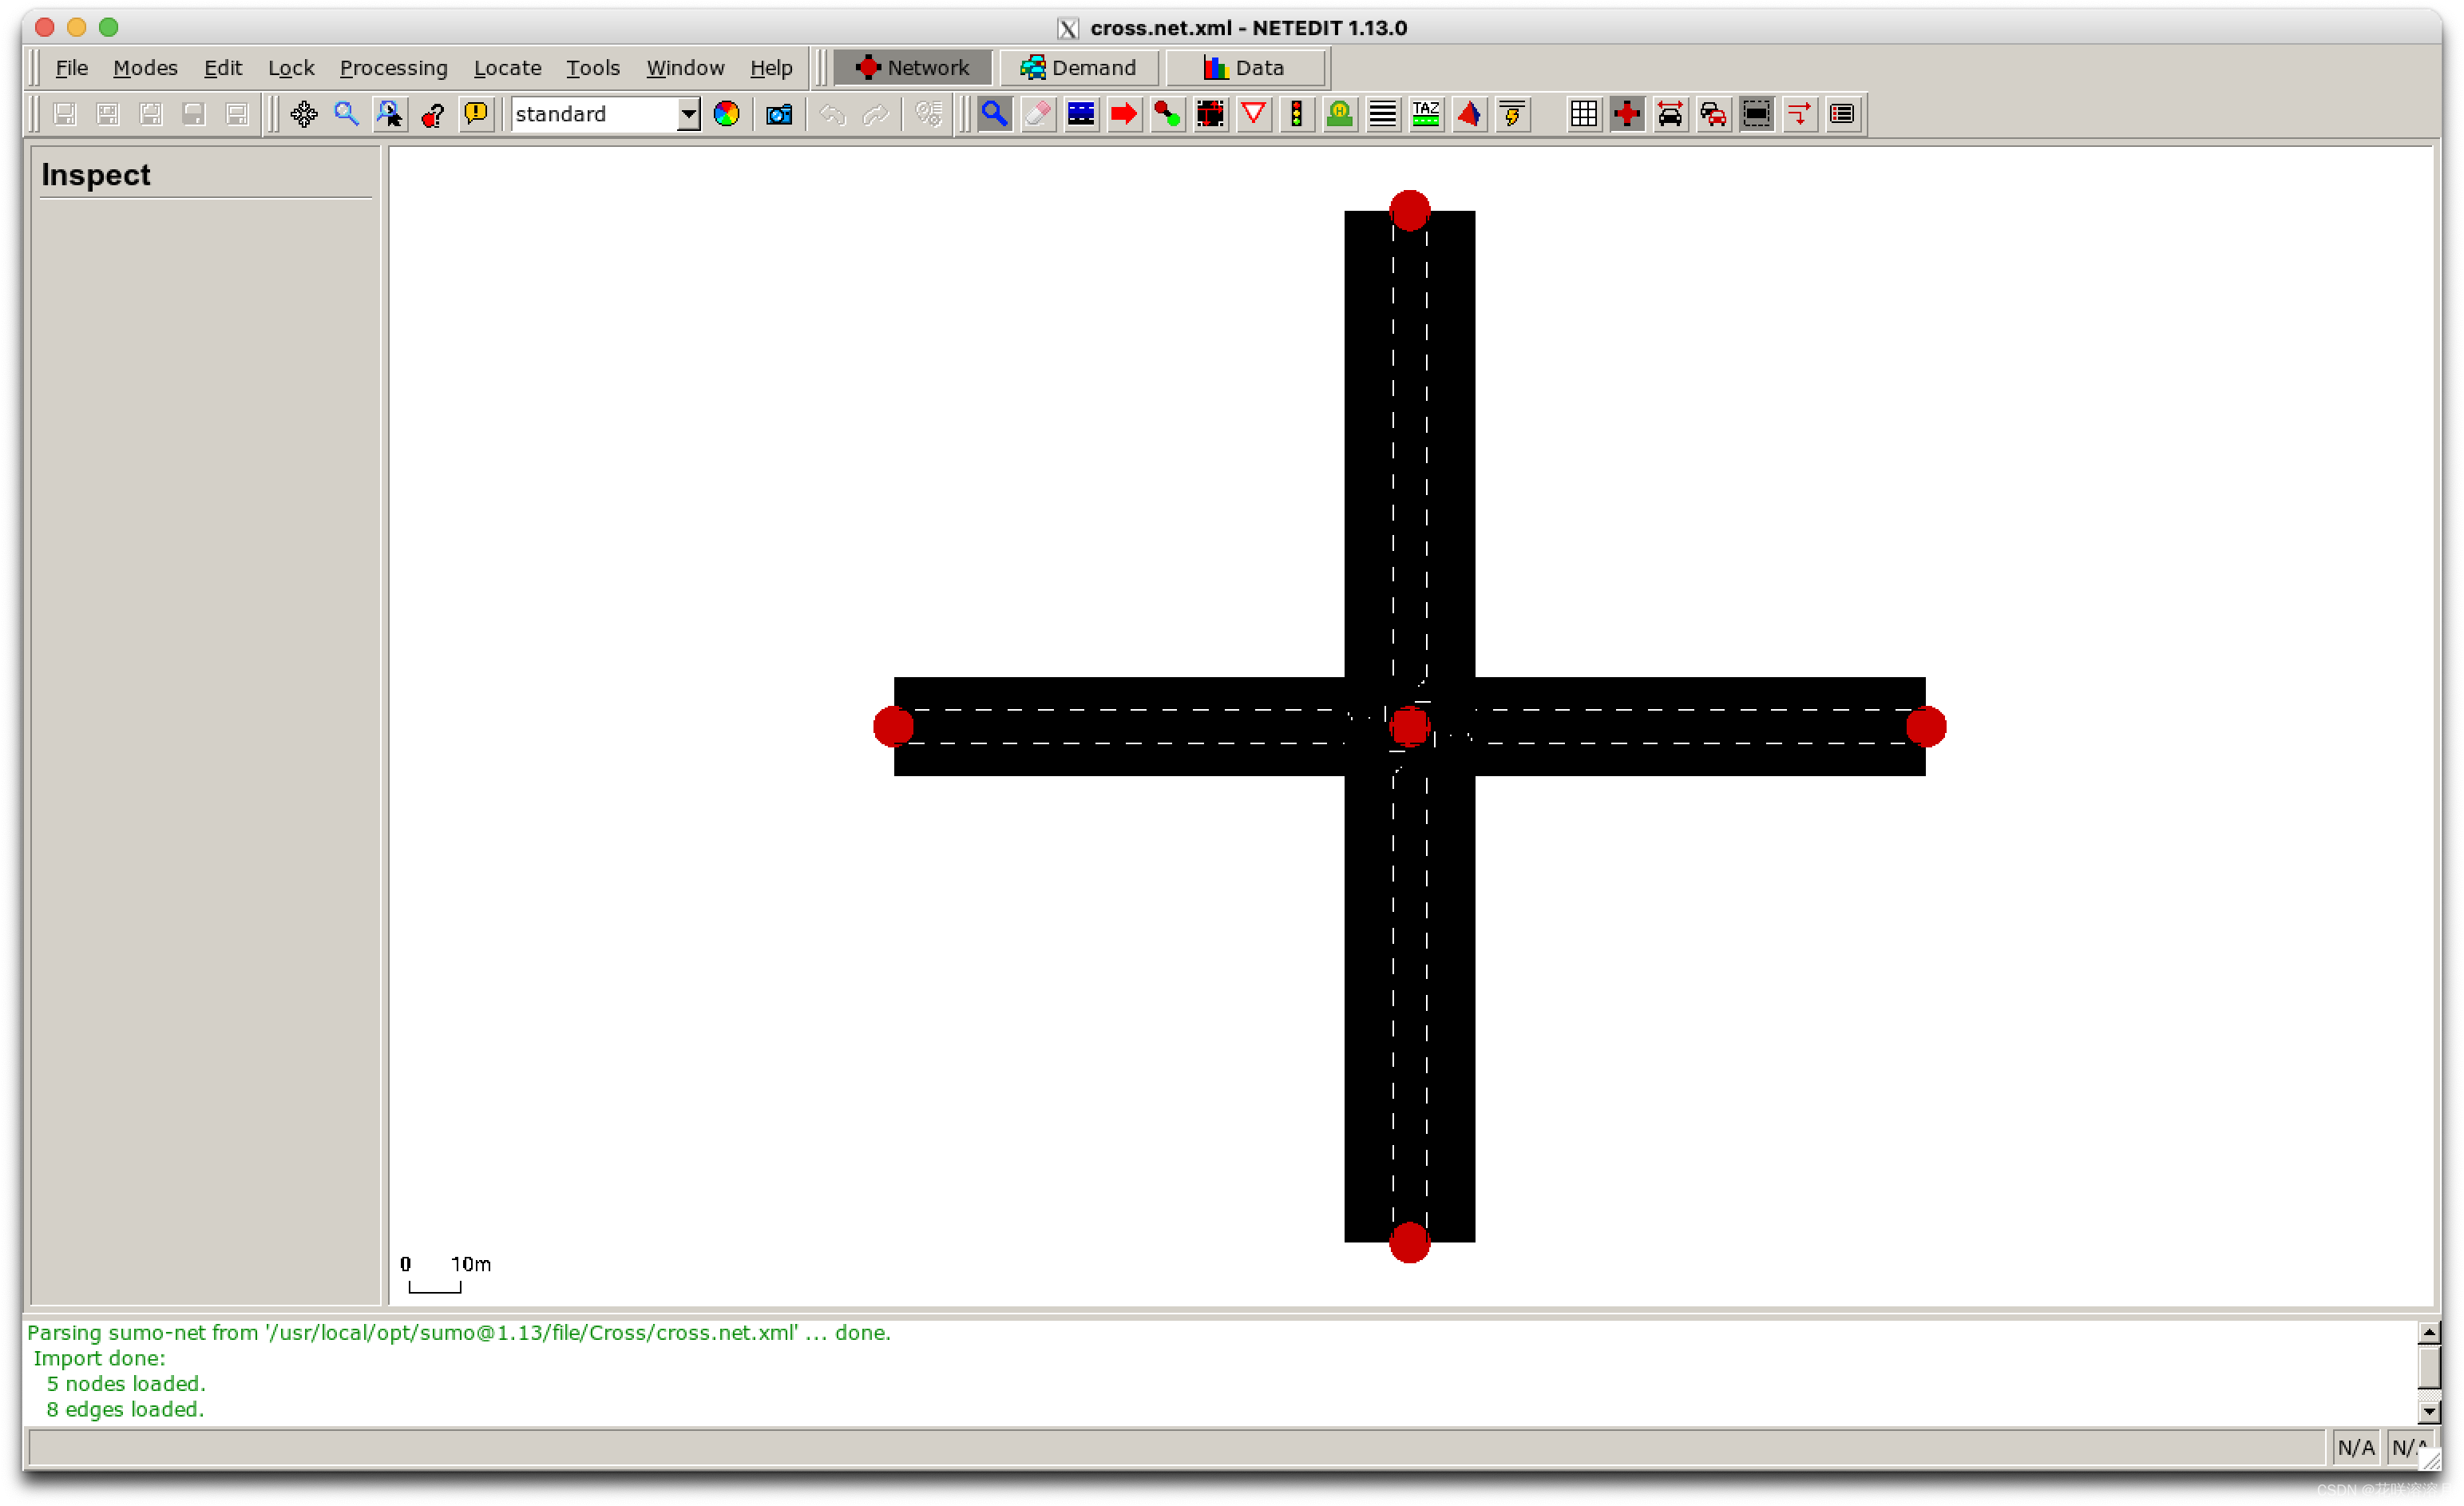 cross.net.xml - NETEDIT 1.13.0
File Modes Edit Lock Processing Locate Tools Window Help Network Demand Data
standard TAZ
Inspect
0 10m
Parsing sumo-net from '/usr/local/opt/sumo@1.13/file/Cross/cross.net.xml' ... done.
Import done:
5 nodes loaded.
8 edges loaded.
N/A N/A
CSDN